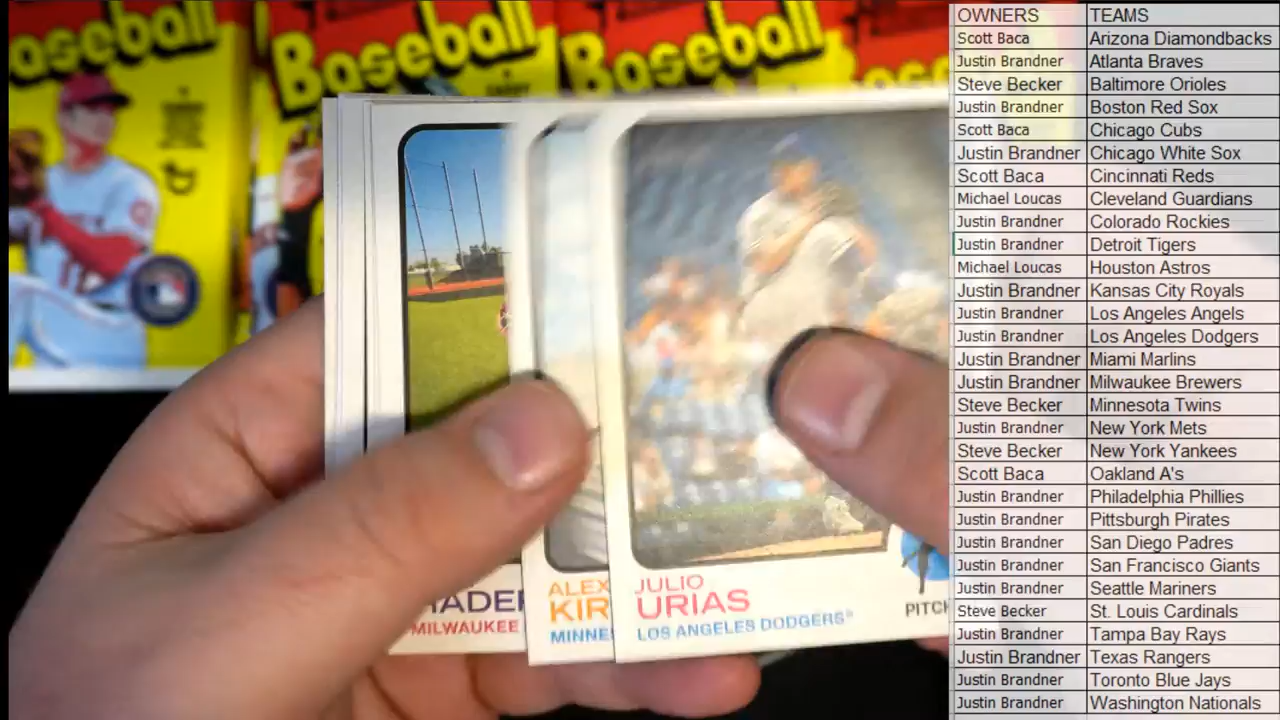 Baseball
Baseball
Baseball
HADER
MILWAUKEE
ALEX
KIR
MINNE
JULIO
URIAS
LOS ANGELES DODGERS®
PITCH
OWNERS TEAMS
Scott Baca Arizona Diamondbacks
Justin Brandner Atlanta Braves
Steve Becker Baltimore Orioles
Justin Brandner Boston Red Sox
Scott Baca Chicago Cubs
Justin Brandner Chicago White Sox
Scott Baca Cincinnati Reds
Michael Loucas Cleveland Guardians
Justin Brandner Colorado Rockies
Justin Brandner Detroit Tigers
Michael Loucas Houston Astros
Justin Brandner Kansas City Royals
Justin Brandner Los Angeles Angels
Justin Brandner Los Angeles Dodgers
Justin Brandner Miami Marlins
Justin Brandner Milwaukee Brewers
Steve Becker Minnesota Twins
Justin Brandner New York Mets
Steve Becker New York Yankees
Scott Baca Oakland A's
Justin Brandner Philadelphia Phillies
Justin Brandner Pittsburgh Pirates
Justin Brandner San Diego Padres
Justin Brandner San Francisco Giants
Justin Brandner Seattle Mariners
Steve Becker St. Louis Cardinals
Justin Brandner Tampa Bay Rays
Justin Brandner Texas Rangers
Justin Brandner Toronto Blue Jays
Justin Brandner Washington Nationals